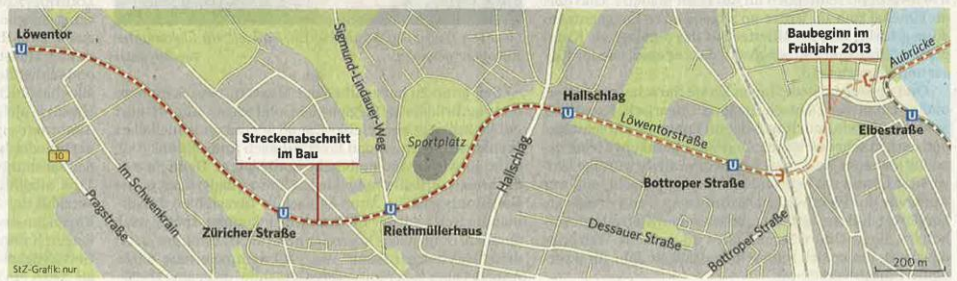 Löwentor
U
10
Pragstraße
Im Schwenkrain
Streckenabschnitt
im Bau
Züricher Straße
U
Sigmund-Lindauer-Weg
Sportplatz
U
Riethmüllerhaus
Hallschlag
Hallschlag
U
Löwentorstraße
U
Bottroper Straße
Dessauer Straße
Bottroper Straße
Baubeginn im
Frühjahr 2013
Aubrücke
U
Elbestraße
StZ-Grafik: nur
200 m